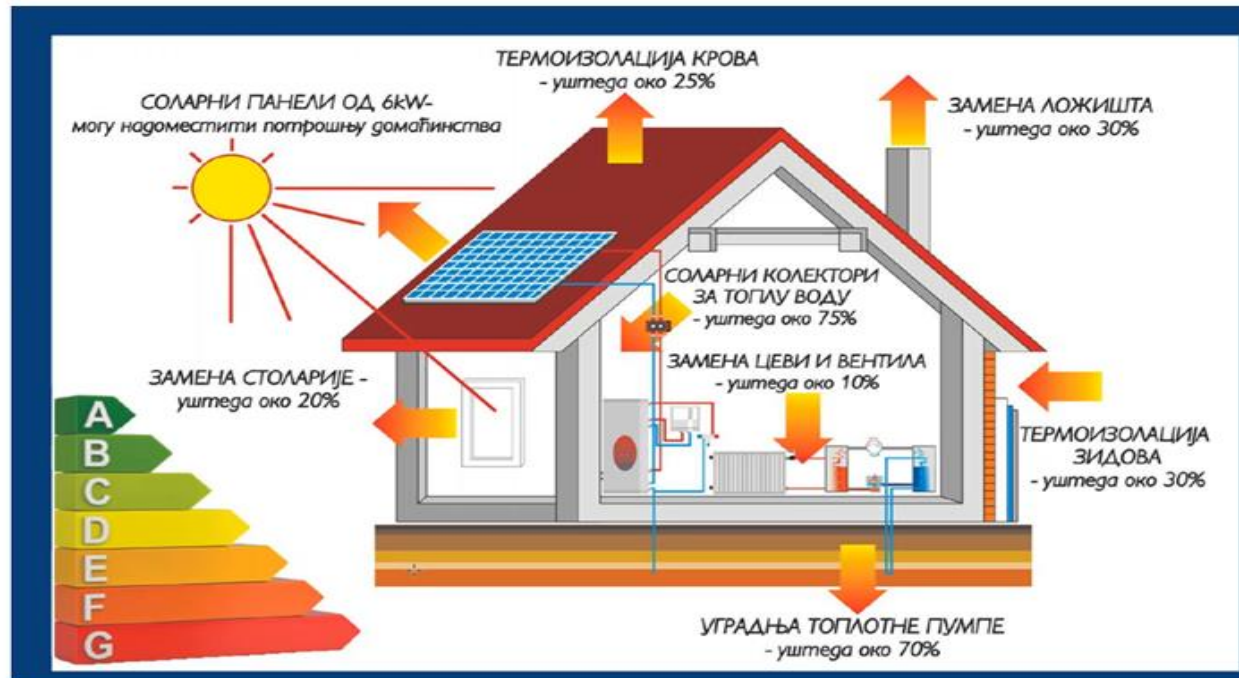 ТЕРМОИЗОЛАЦИЈА КРОВА
- уштеда око 25%
СОЛАРНИ ПАНЕЛИ ОД 6kW-
могу надоместити потрошњу домаћинства
ЗАМЕНА ЛОЖИШТА
- уштеда око 30%
СОЛАРНИ КОЛЕКТОРИ
ЗА ТОПЛУ ВОДУ
- уштеда око 75%
ЗАМЕНА ЦЕВИ И ВЕНТИЛА
- уштеда око 10%
ЗАМЕНА СТОЛАРИЈЕ -
уштеда око 20%
ТЕРМОИЗОЛАЦИЈА
ЗИДОВА
- уштеда око 30%
A
B
C
D
E
F
G
УГРАДЊА ТОПЛОТНЕ ПУМПЕ
- уштеда око 70%